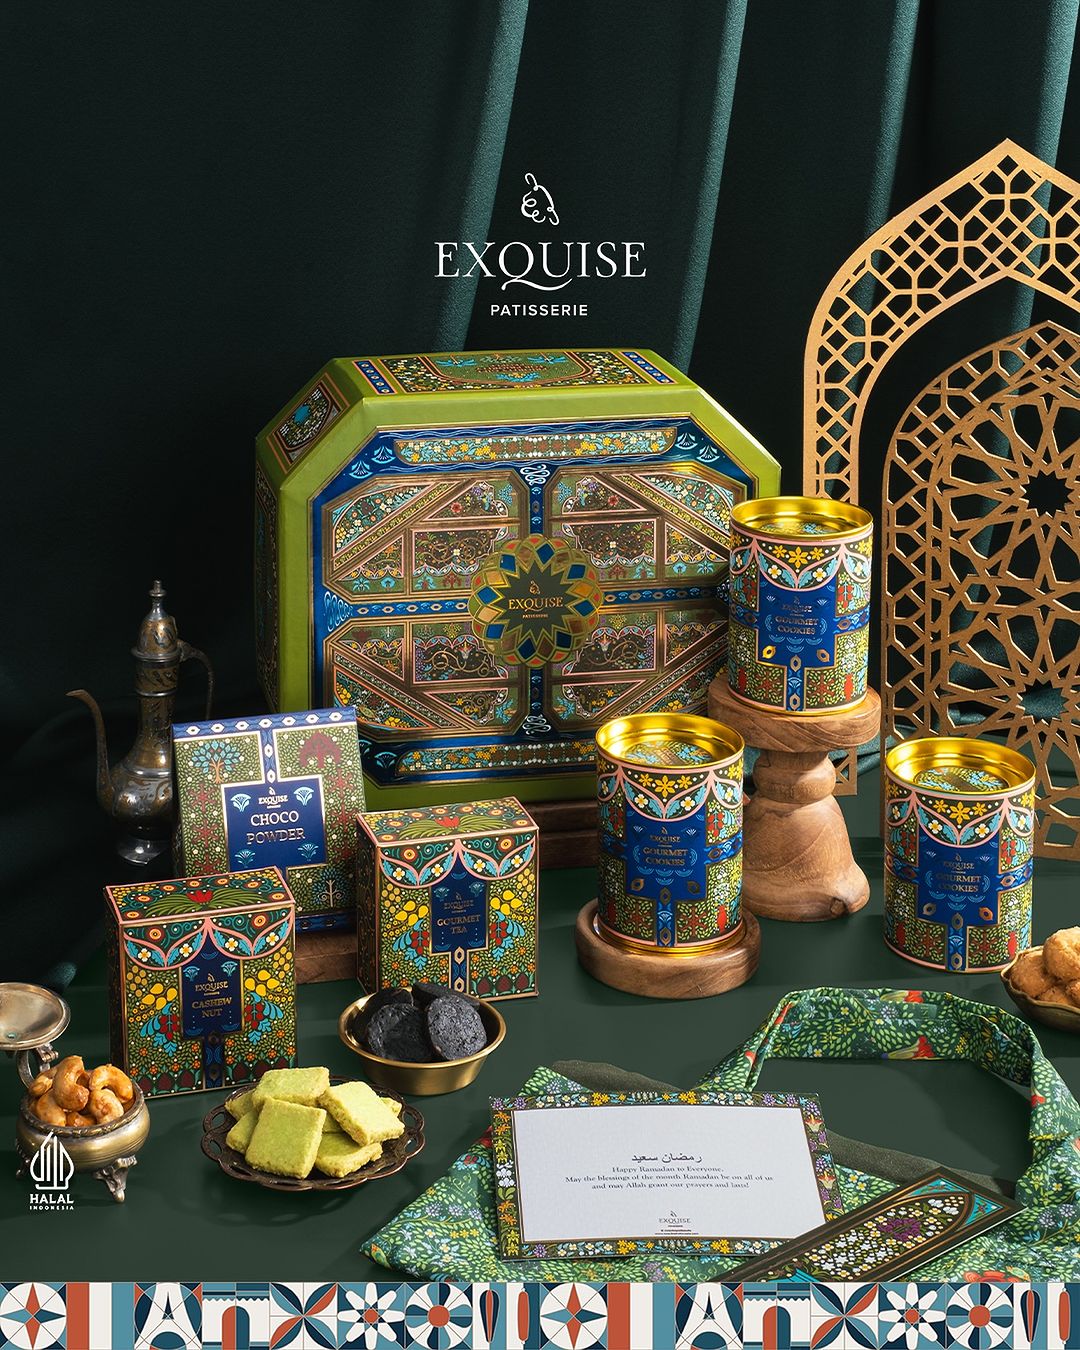 EXQUISE
PATISSERIE
EXQUISE
PATISSERIE
EXQUISE
GOURMET
COOKIES
EXQUISE
CHOCO
POWDER
EXQUISE
GOURMET
COOKIES
EXQUISE
GOURMET
TEA
EXQUISE
GOURMET
COOKIES
EXQUISE
CASHEW
NUT
رمضان سعيد
Happy Ramadan to Everyone,
May the blessings of the month Ramadan be on all of us
and may Allah grant our prayers and fasts!
EXQUISE
HALAL
INDONESIA